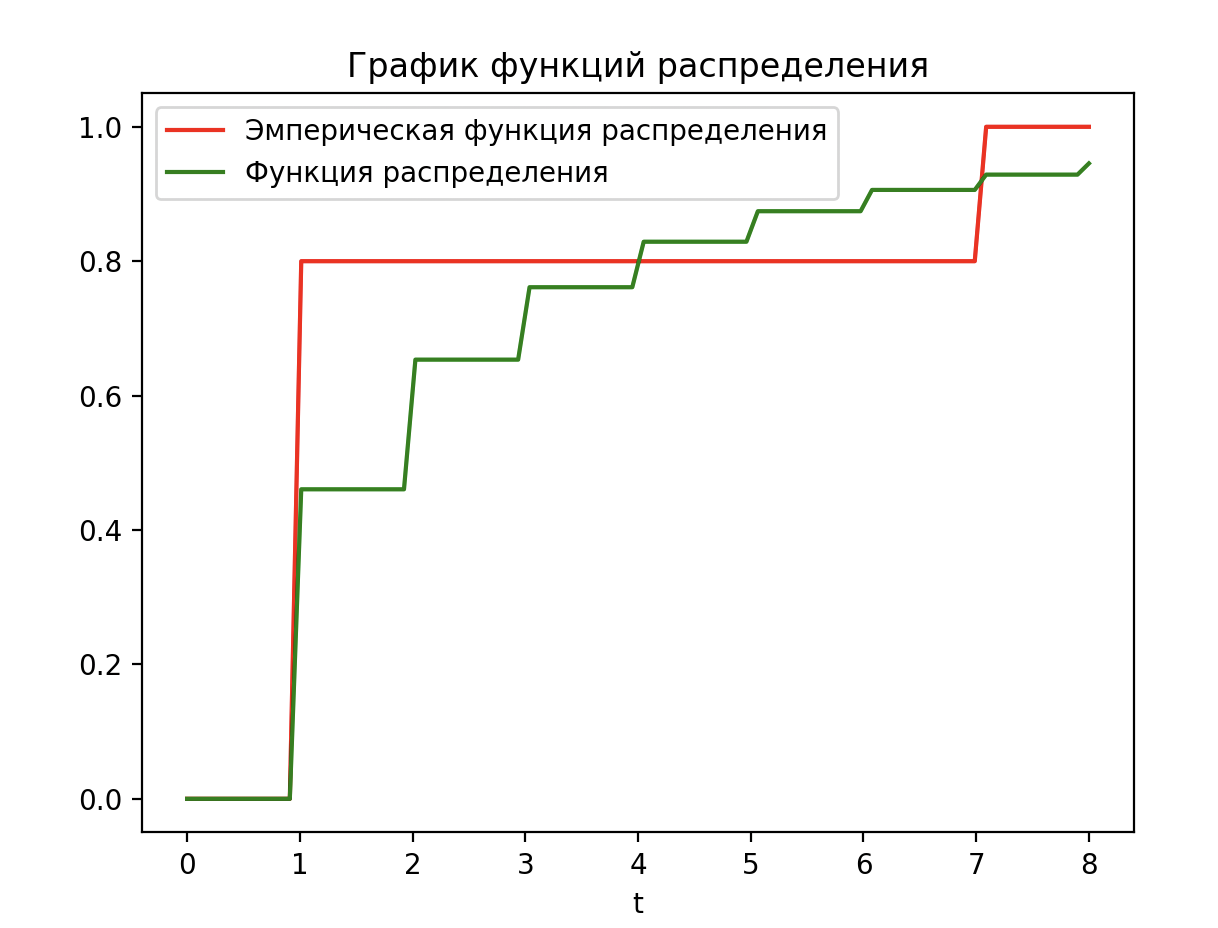 График функций распределения
Эмперическая функция распределения
Функция распределения
1.0
0.8
0.6
0.4
0.2
0.0
0 1 2 3 4 5 6 7 8
t